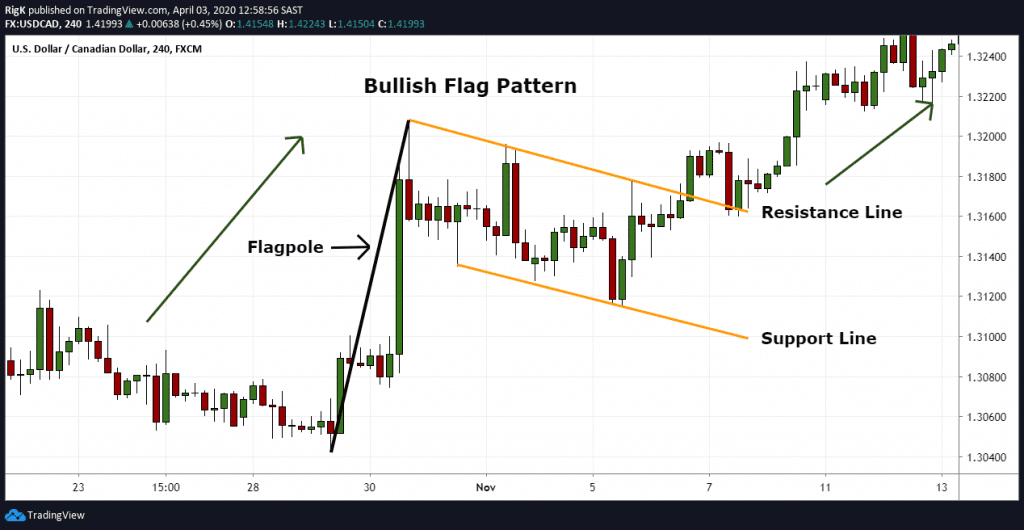 RigK published on TradingView.com, April 03, 2020 12:58:56 SAST
FX:USDCAD, 240 1.41993 ▲ +0.00638 (+0.45%) O:1.41548 H:1.42243 L:1.41504 C:1.41993
U.S. Dollar / Canadian Dollar, 240, FXCM
Bullish Flag Pattern
Flagpole
Resistance Line
Support Line
1.32400
1.32200
1.32000
1.31800
1.31600
1.31400
1.31200
1.31000
1.30800
1.30600
1.30400
23 15:00 28 30 Nov 5 7 11 13
TradingView